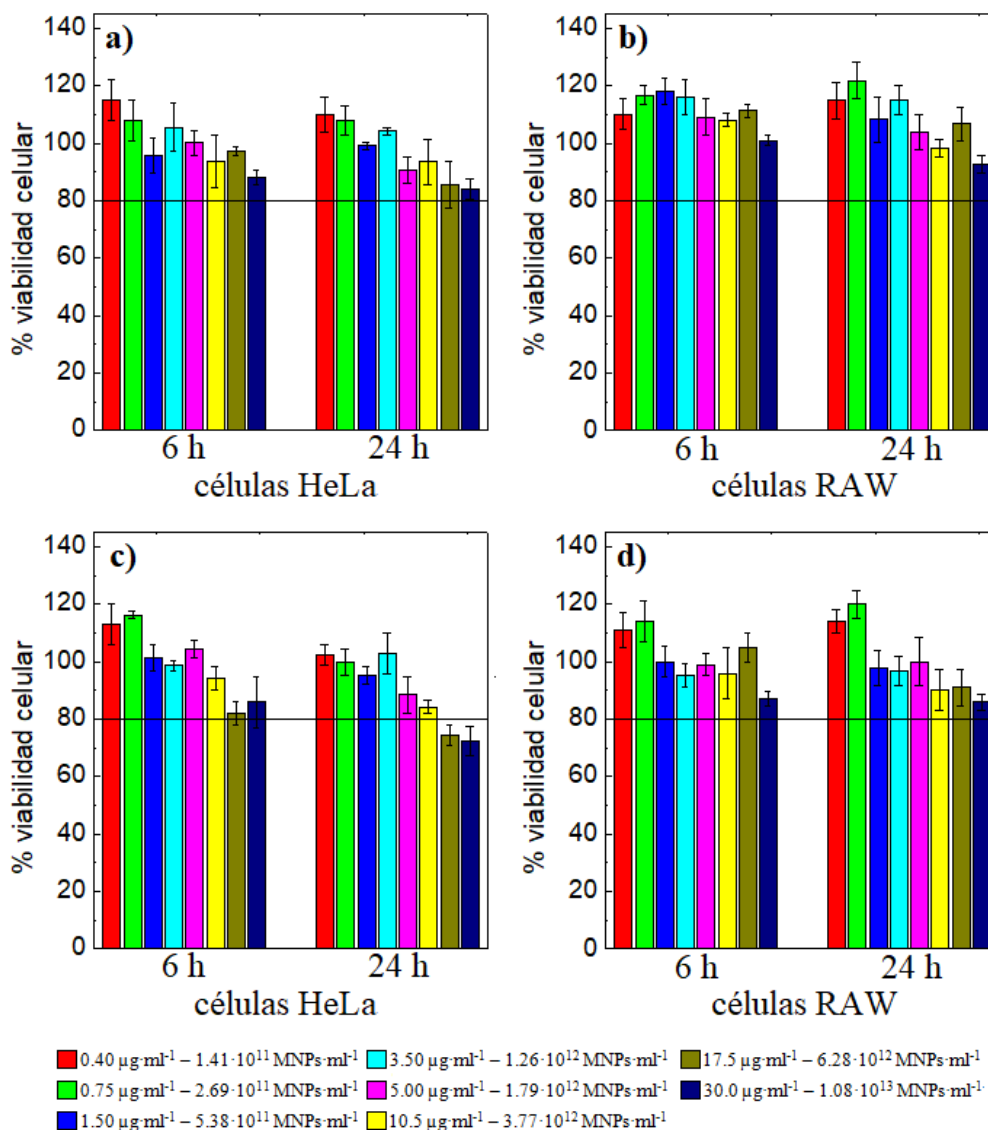 a)
% viabilidad celular
140
120
100
80
60
40
20
0
6 h
24 h
células HeLa
b)
% viabilidad celular
140
120
100
80
60
40
20
0
6 h
24 h
células RAW
c)
% viabilidad celular
140
120
100
80
60
40
20
0
6 h
24 h
células HeLa
d)
% viabilidad celular
140
120
100
80
60
40
20
0
6 h
24 h
células RAW
0.40 µg·ml⁻¹ – 1.41·10¹¹ MNPs·ml⁻¹
3.50 µg·ml⁻¹ – 1.26·10¹² MNPs·ml⁻¹
17.5 µg·ml⁻¹ – 6.28·10¹² MNPs·ml⁻¹
0.75 µg·ml⁻¹ – 2.69·10¹¹ MNPs·ml⁻¹
5.00 µg·ml⁻¹ – 1.79·10¹² MNPs·ml⁻¹
30.0 µg·ml⁻¹ – 1.08·10¹³ MNPs·ml⁻¹·
1.50 µg·ml⁻¹ – 5.38·10¹¹ MNPs·ml⁻¹
10.5 µg·ml⁻¹ – 3.77·10¹² MNPs·ml⁻¹